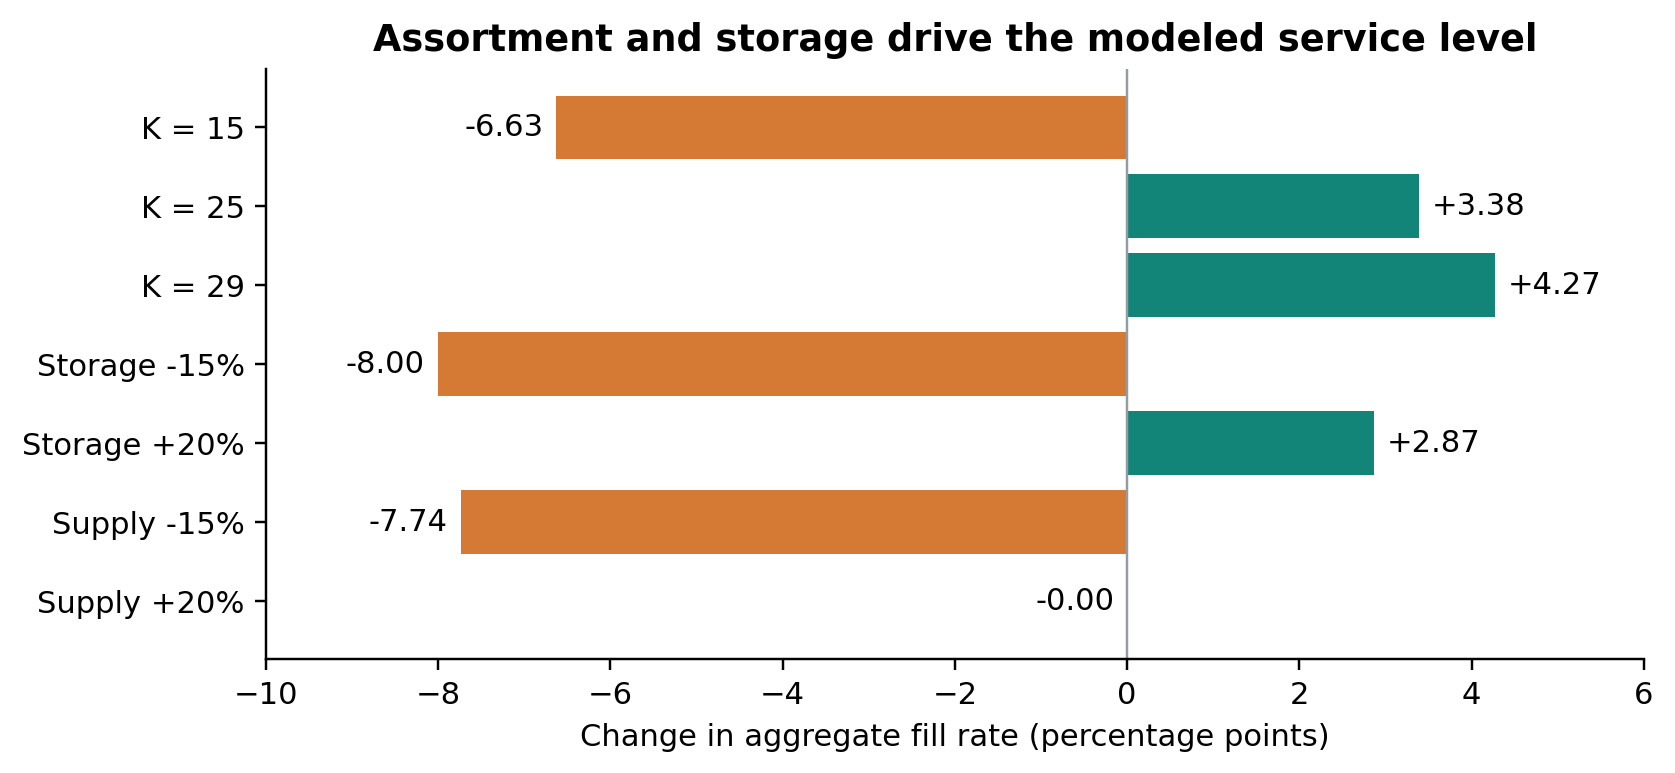 Assortment and storage drive the modeled service level
K = 15
-6.63
K = 25
+3.38
K = 29
+4.27
Storage -15%
-8.00
Storage +20%
+2.87
Supply -15%
-7.74
Supply +20%
-0.00
−10 −8 −6 −4 −2 0 2 4 6
Change in aggregate fill rate (percentage points)